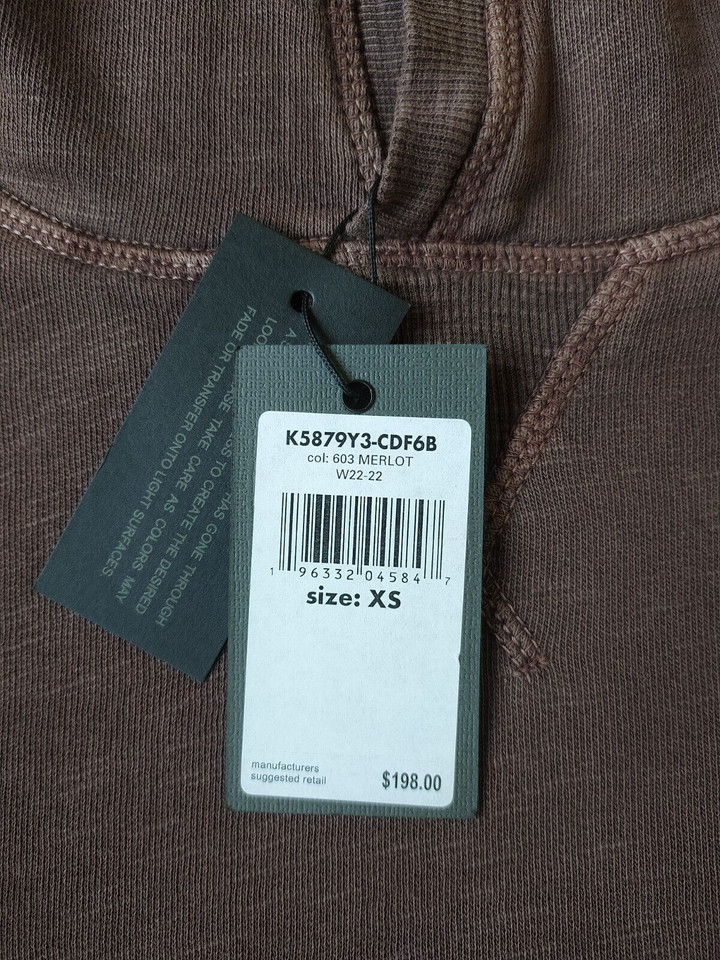 K5879Y3-CDF6B
col: 603 MERLOT
W22-22
1 96332 04584 7
size: XS
manufacturers
suggested retail
$198.00
A S
LOO
TAKE CARE AS COLORS MAY
HAS GONE THROUGH
TO CREATE THE DESIRED
FADE OR TRANSFER ONTO LIGHT SURFACES